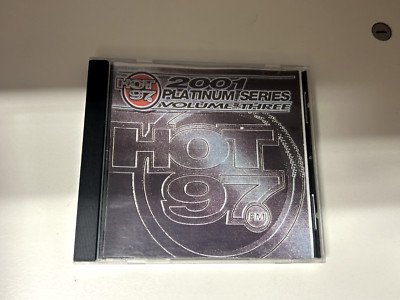 HOT
97
2001
PLATINUM SERIES
VOLUME THREE
HOT
97
FM